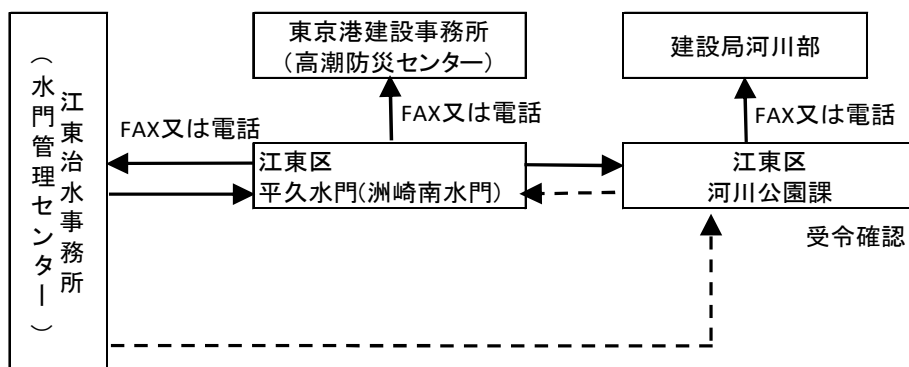 江東治水事務所
（水門管理センター）
東京港建設事務所
（高潮防災センター）
建設局河川部
FAX又は電話
FAX又は電話
FAX又は電話
江東区
平久水門(洲崎南水門)
江東区
河川公園課
受令確認